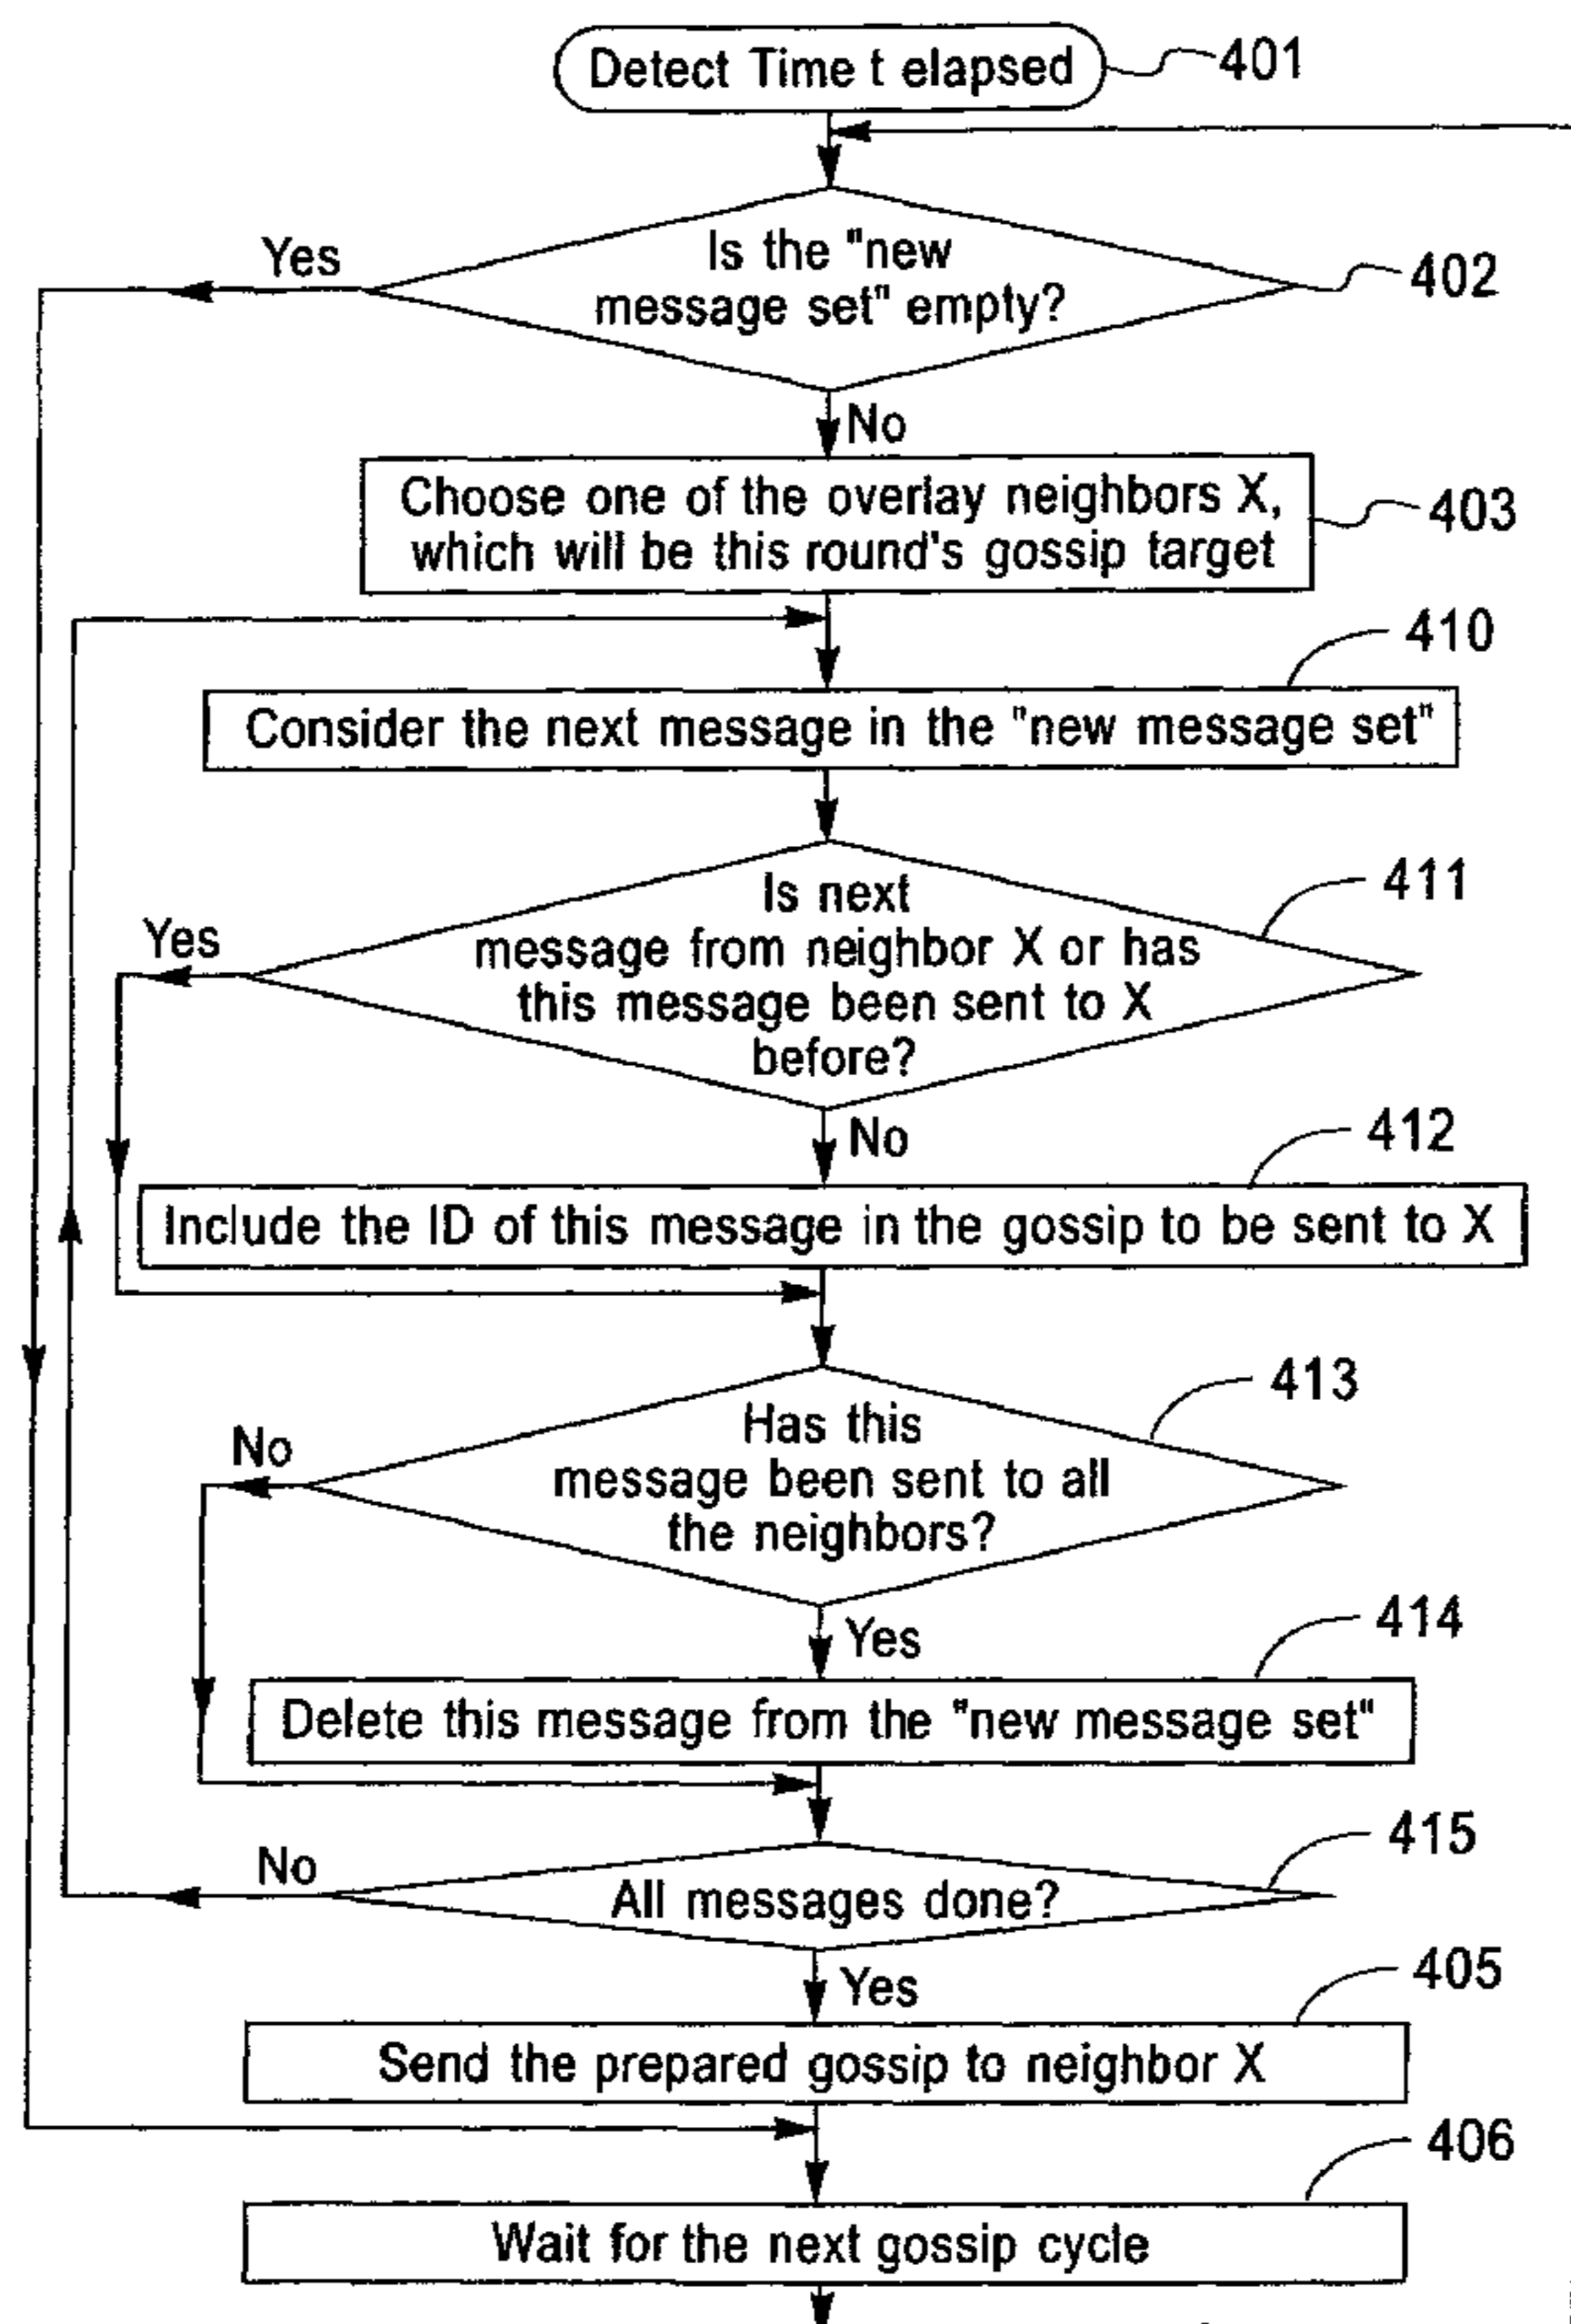 Detect Time t elapsed
401
Is the "new
message set" empty?
Yes
402
No
Choose one of the overlay neighbors X,
which will be this round's gossip target
403
410
Consider the next message in the "new message set"
411
Is next
message from neighbor X or has
this message been sent to X
before?
Yes
No
412
Include the ID of this message in the gossip to be sent to X
413
Has this
message been sent to all
the neighbors?
No
Yes
414
Delete this message from the "new message set"
415
No
All messages done?
Yes
405
Send the prepared gossip to neighbor X
406
Wait for the next gossip cycle